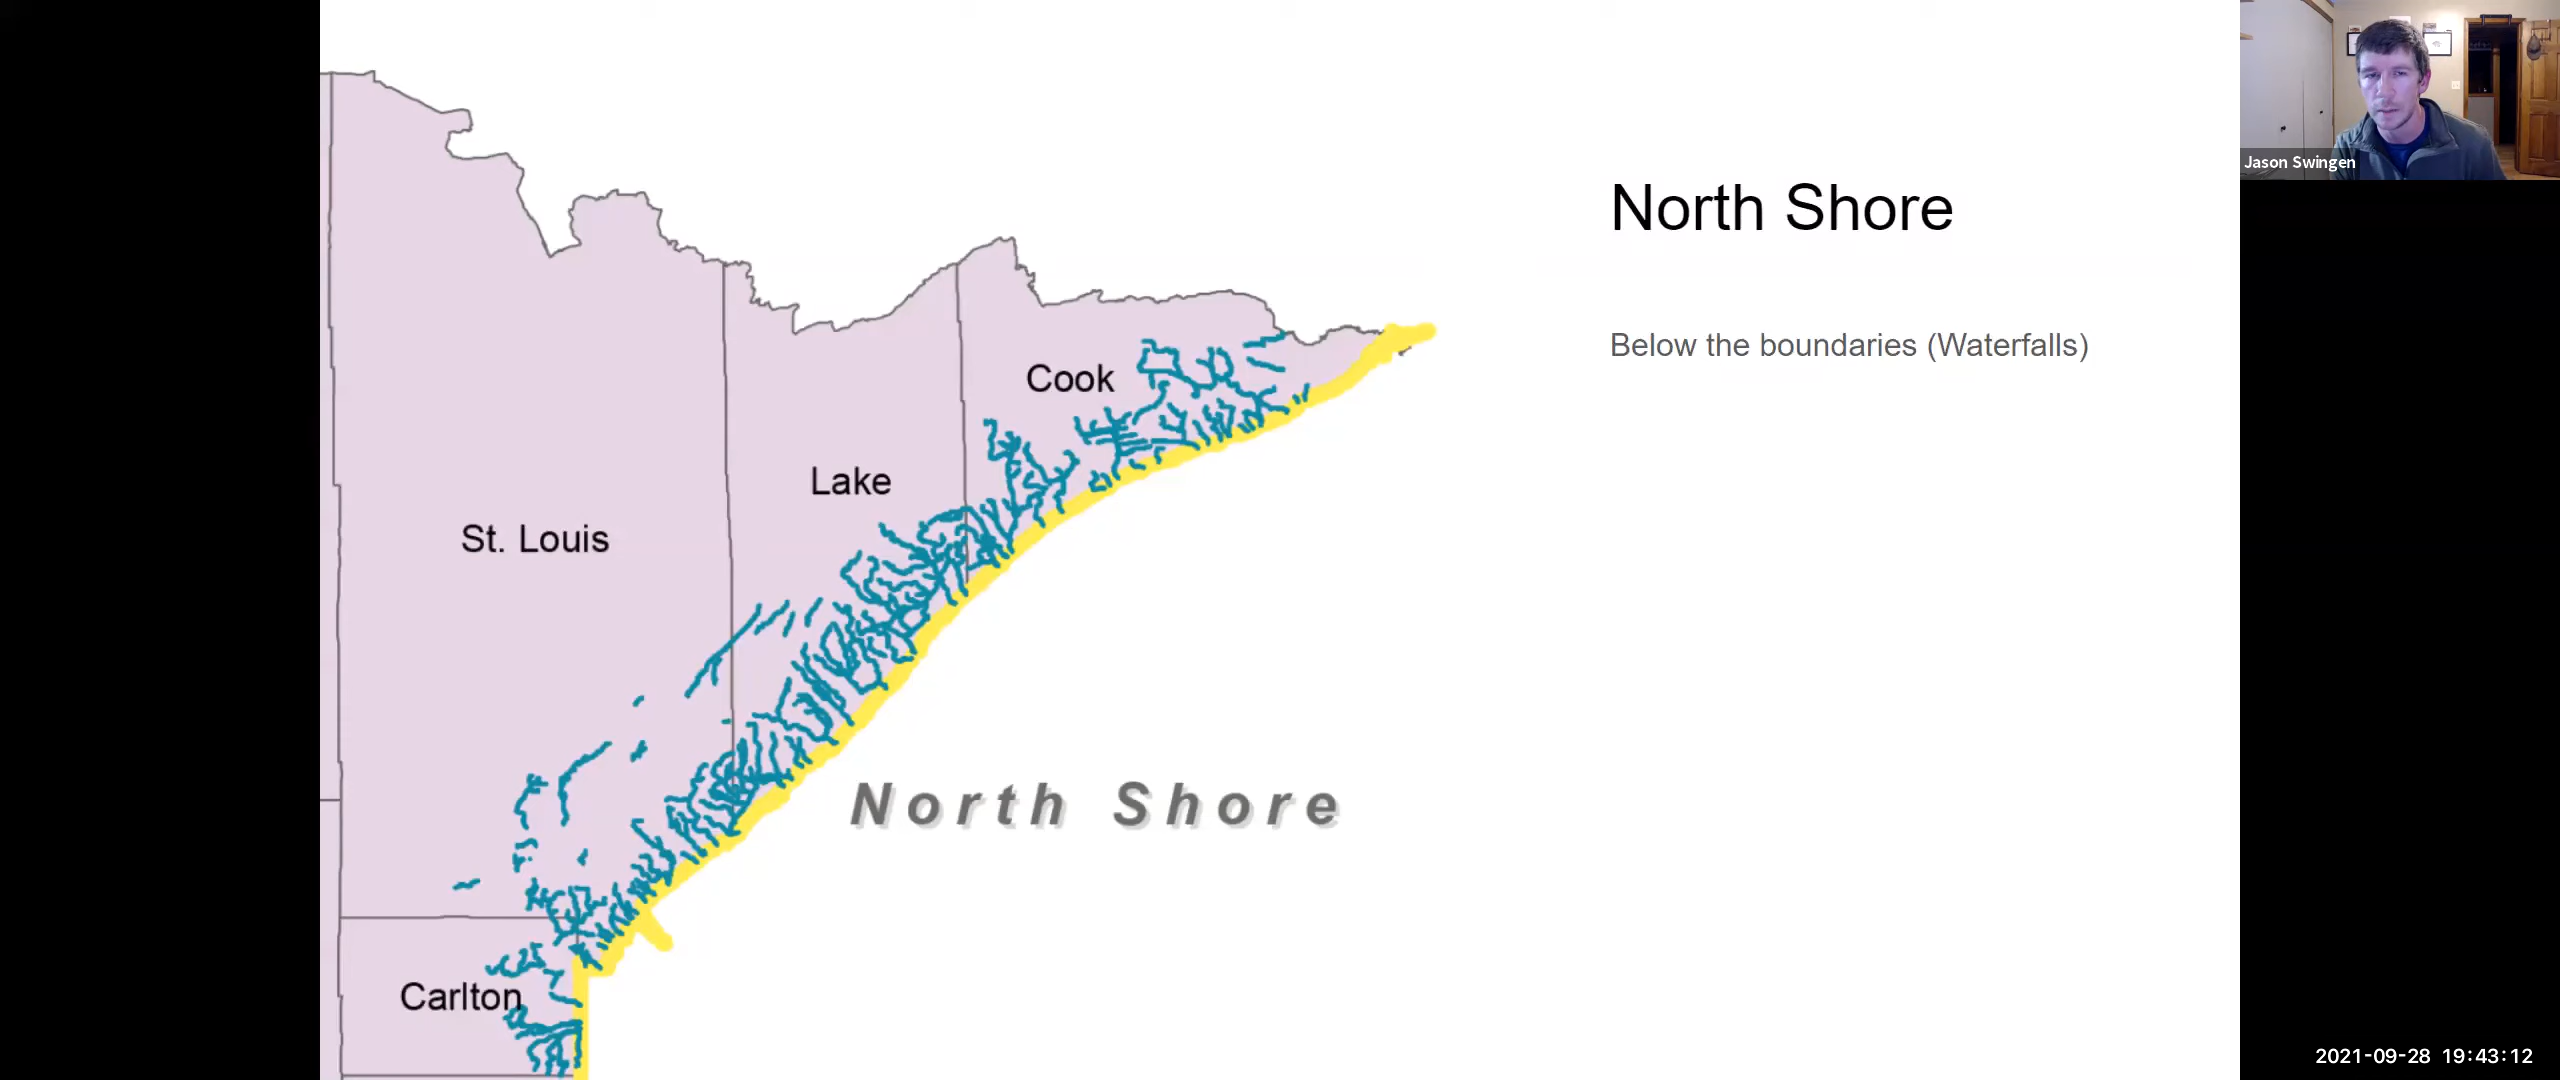 North Shore
Below the boundaries (Waterfalls)
Cook
Lake
St. Louis
North Shore
Carlton
Jason Swingen
2021-09-28 19:43:12